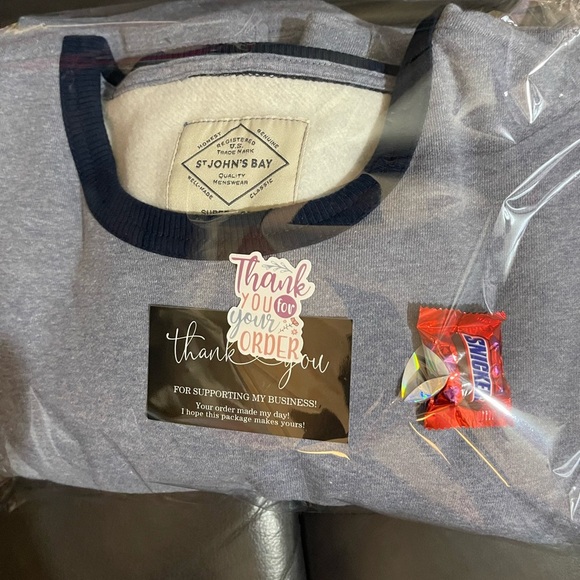 HONEST
GENUINE
REGISTERED
U.S.
TRADE MARK
ST JOHN'S BAY
QUALITY
MENSWEAR
WELL-MADE
CLASSIC
Thank
YOU for
your
ORDER
thank you
FOR SUPPORTING MY BUSINESS!
Your order made my day!
I hope this package makes yours!